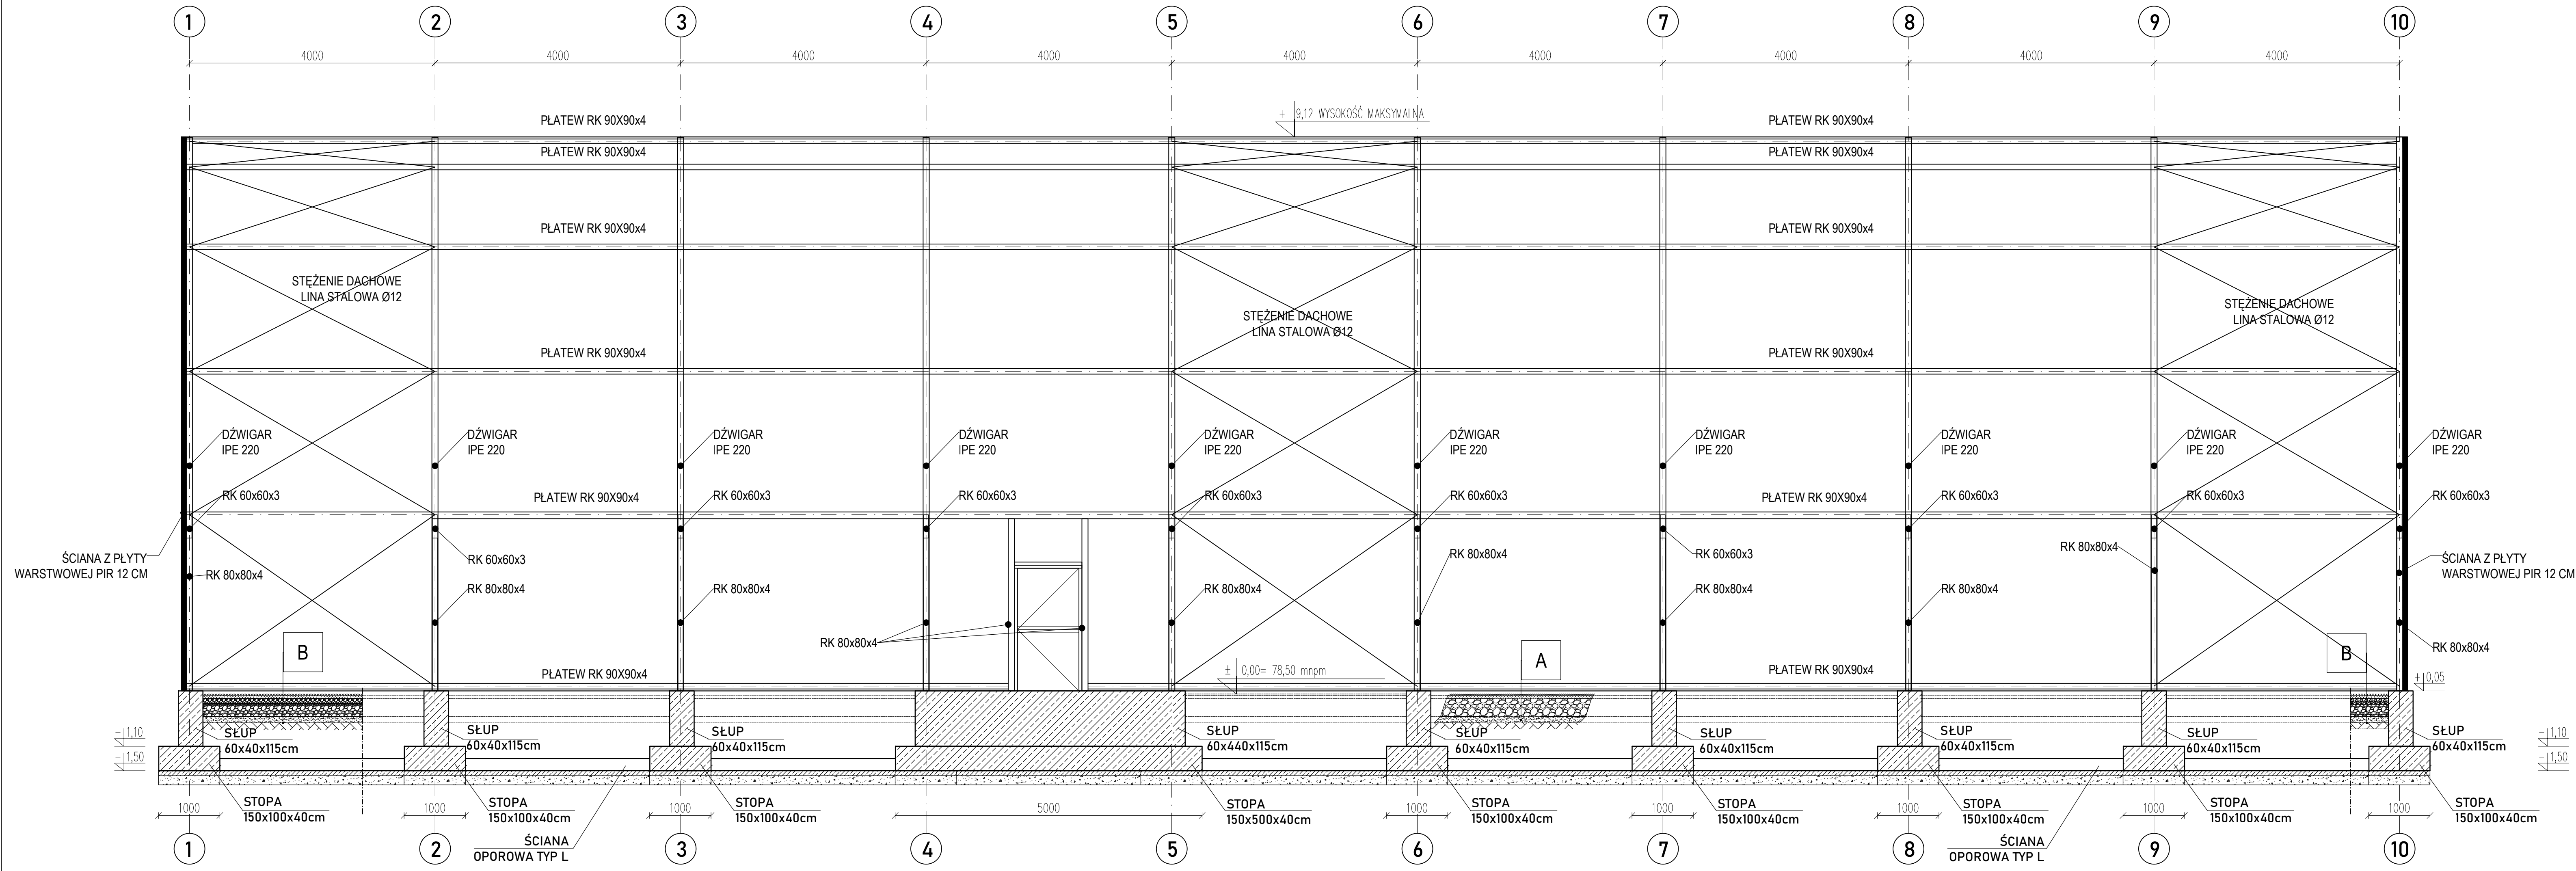 1 2 3 4 5 6 7 8 9 10
4000 4000 4000 4000 4000 4000 4000 4000 4000
+ 9,12 WYSOKOŚĆ MAKSYMALNA
PŁATEW RK 90X90x4 PŁATEW RK 90X90x4
PŁATEW RK 90X90x4 PŁATEW RK 90X90x4
PŁATEW RK 90X90x4 PŁATEW RK 90X90x4
STĘŻENIE DACHOWE
LINA STALOWA Ø12
STĘŻENIE DACHOWE
LINA STALOWA Ø12
STĘŻENIE DACHOWE
LINA STALOWA Ø12
PŁATEW RK 90X90x4 PŁATEW RK 90X90x4
DŹWIGAR DŹWIGAR DŹWIGAR DŹWIGAR DŹWIGAR DŹWIGAR DŹWIGAR DŹWIGAR DŹWIGAR DŹWIGAR
IPE 220 IPE 220 IPE 220 IPE 220 IPE 220 IPE 220 IPE 220 IPE 220 IPE 220 IPE 220
RK 60x60x3 PŁATEW RK 90X90x4 RK 60x60x3 RK 60x60x3 RK 60x60x3 RK 60x60x3 PŁATEW RK 90X90x4 RK 60x60x3 RK 60x60x3 RK 60x60x3
ŚCIANA Z PŁYTY
WARSTWOWEJ PIR 12 CM
RK 80x80x4
RK 60x60x3
RK 80x80x4
RK 80x80x4
RK 80x80x4
RK 80x80x4
RK 80x80x4
RK 60x60x3
RK 80x80x4
RK 80x80x4
RK 80x80x4
ŚCIANA Z PŁYTY
WARSTWOWEJ PIR 12 CM
RK 80x80x4
B A B
PŁATEW RK 90X90x4 ± 0,00= 78,50 mnpm PŁATEW RK 90X90x4
+ 0,05
- 1,10
- 1,50
SŁUP
60x40x115cm
SŁUP
60x40x115cm
SŁUP
60x40x115cm
SŁUP
60x440x115cm
SŁUP
60x40x115cm
SŁUP
60x40x115cm
SŁUP
60x40x115cm
SŁUP
60x40x115cm
SŁUP
60x40x115cm
- 1,10
- 1,50
1000 1000 1000 5000 1000 1000 1000 1000 1000
STOPA
150x100x40cm
STOPA
150x100x40cm
STOPA
150x100x40cm
STOPA
150x500x40cm
STOPA
150x100x40cm
STOPA
150x100x40cm
STOPA
150x100x40cm
STOPA
150x100x40cm
STOPA
150x100x40cm
ŚCIANA
OPOROWA TYP L
ŚCIANA
OPOROWA TYP L
1 2 3 4 5 6 7 8 9 10